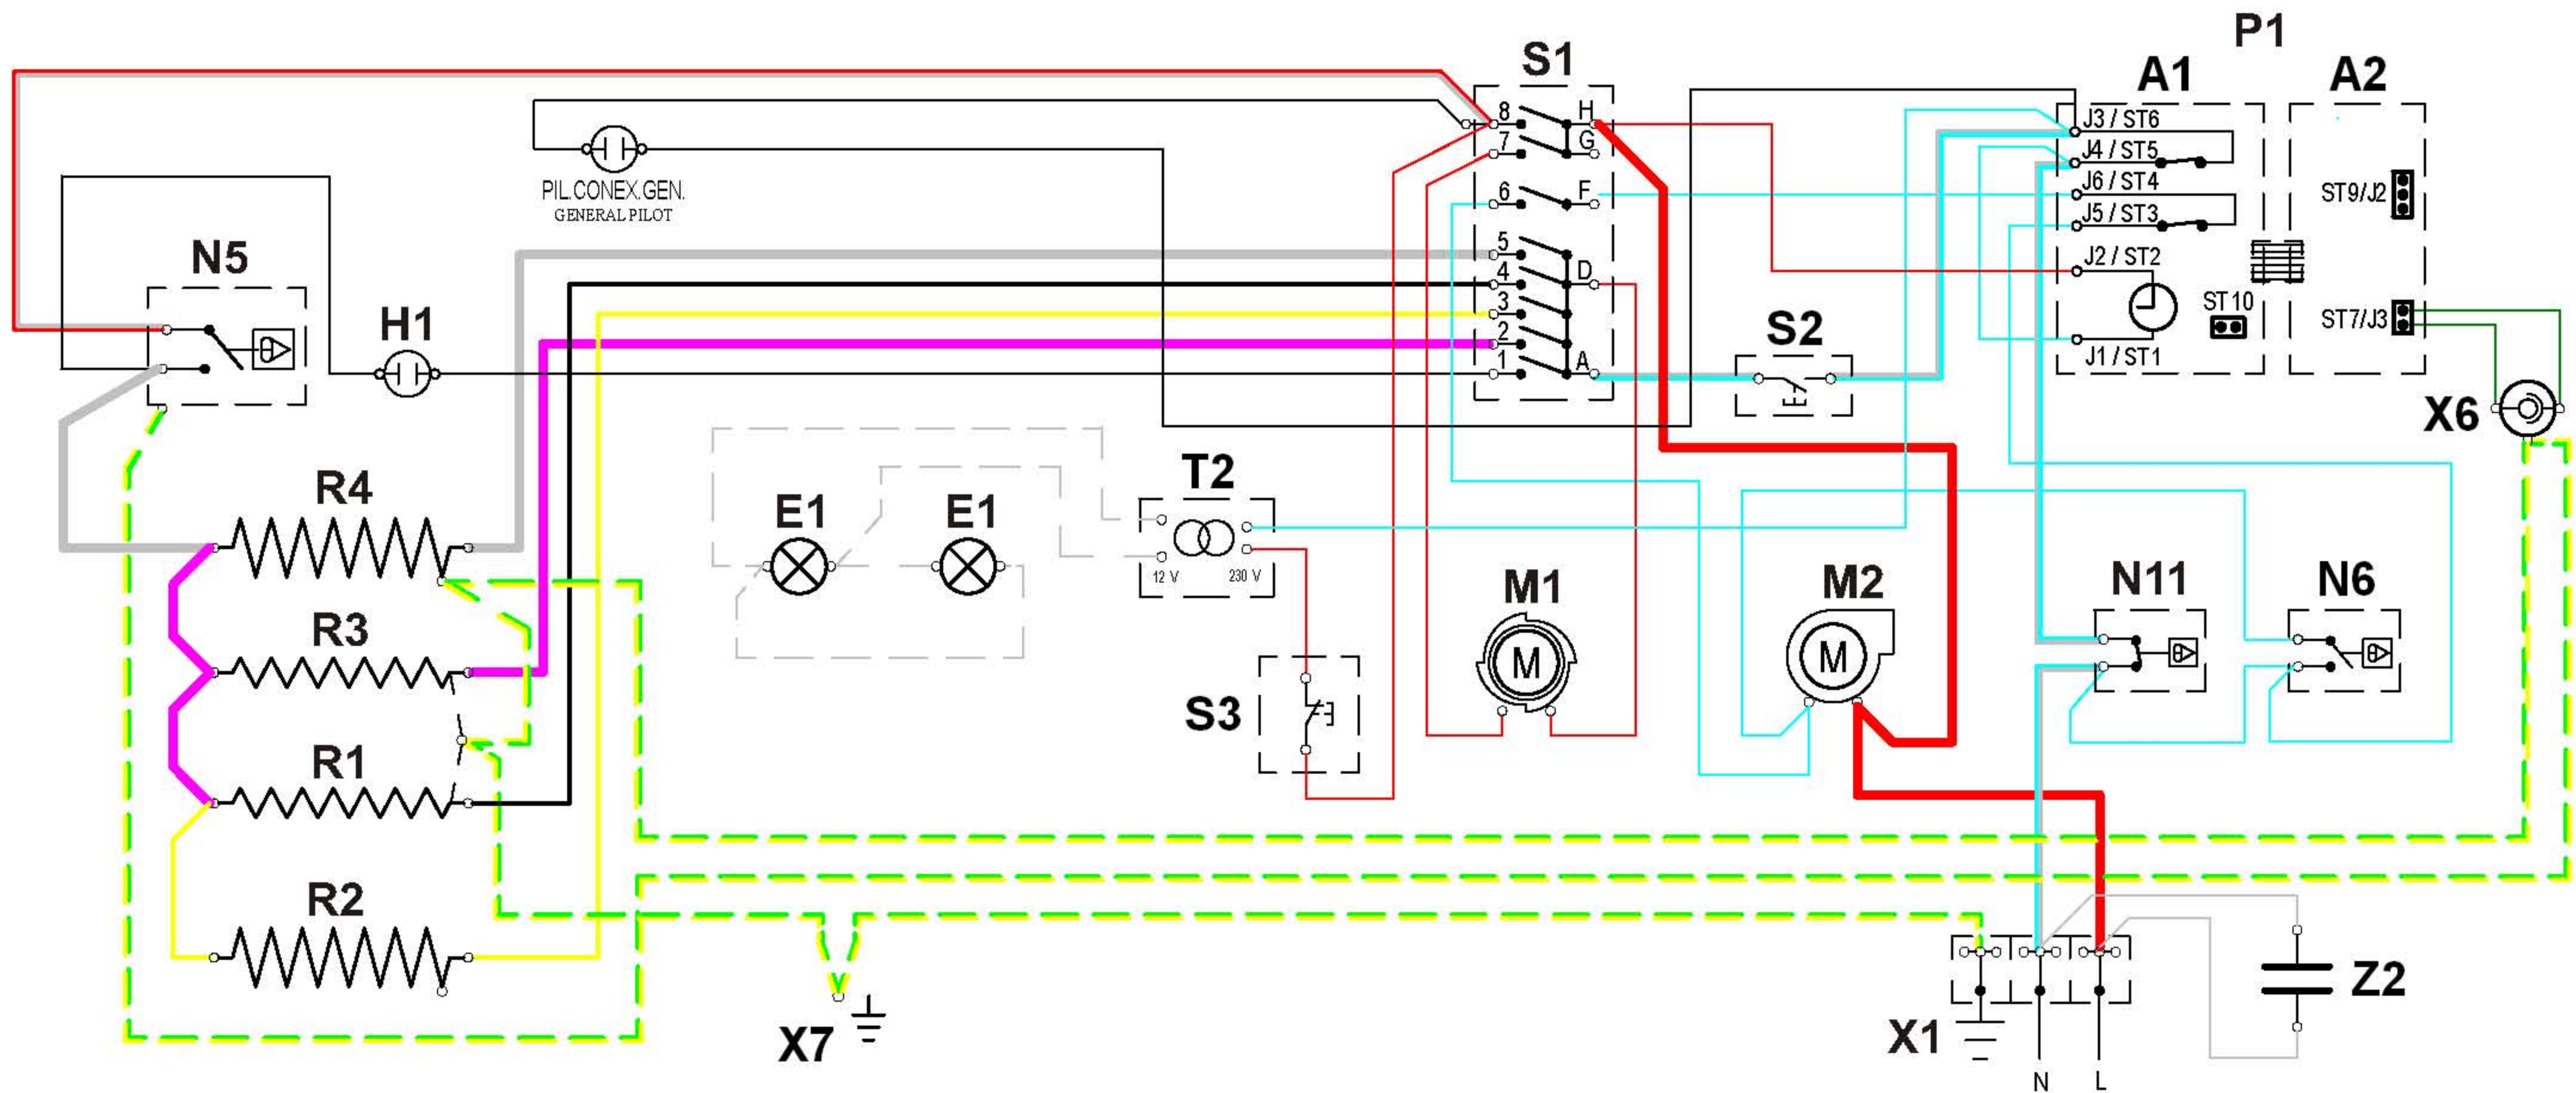 P1
S1
A1
A2
8
H
7
G
6
F
5
4
D
3
2
1
A
J3 / ST6
J4 / ST5
J6 / ST4
J5 / ST3
J2 / ST2
J1 / ST1
ST10
ST9/J2
ST7/J3
PIL.CONEX.GEN.
GENERAL PILOT
N5
H1
S2
X6
R4
E1
E1
T2
12 V
230 V
M1
M
M2
M
N11
N6
R3
S3
R1
R2
X7
X1
Z2
N
L